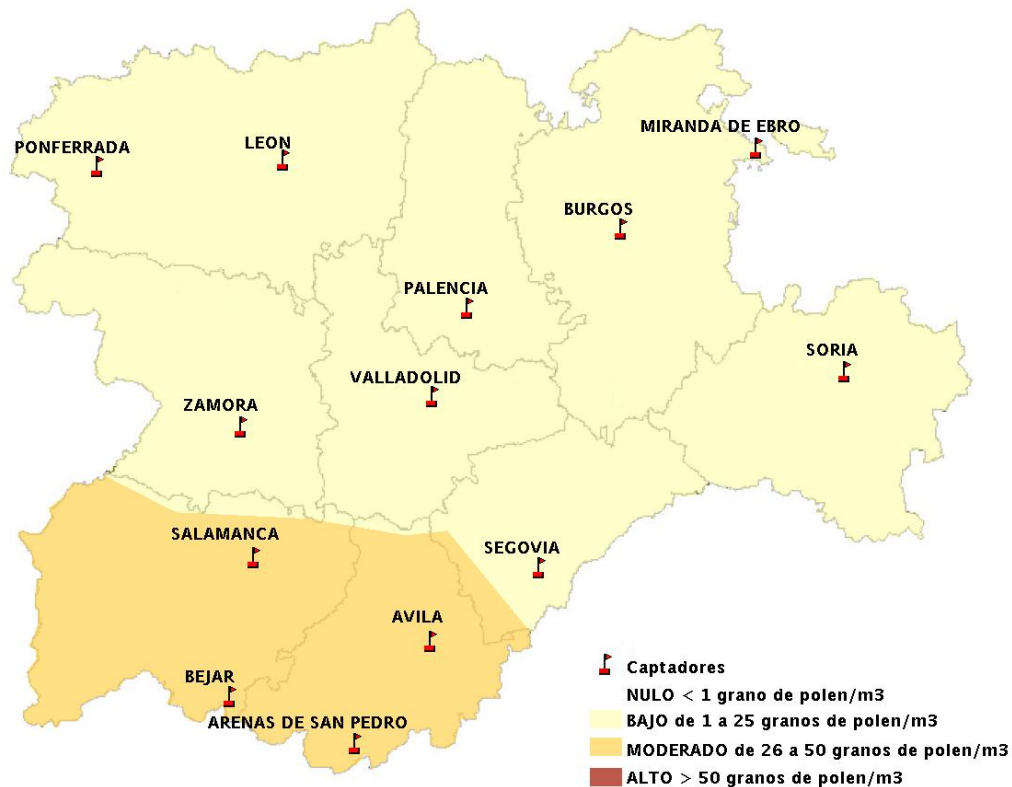 MIRANDA DE EBRO
PONFERRADA
LEON
BURGOS
PALENCIA
SORIA
VALLADOLID
ZAMORA
SALAMANCA
SEGOVIA
AVILA
BEJAR
ARENAS DE SAN PEDRO
Captadores
NULO < 1 grano de polen/m3
BAJO de 1 a 25 granos de polen/m3
MODERADO de 26 a 50 granos de polen/m3
ALTO > 50 granos de polen/m3